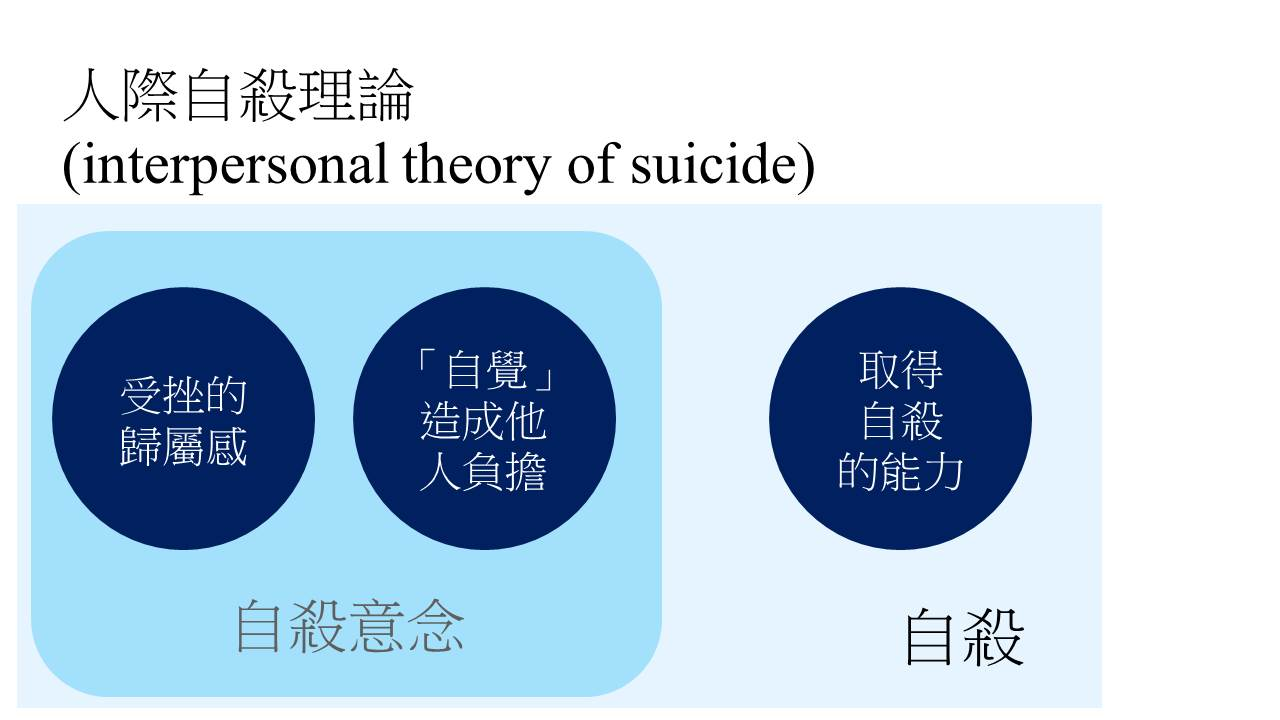 人際自殺理論
(interpersonal theory of suicide)
受挫的
歸屬感
「自覺」
造成他
人負擔
取得
自殺
的能力
自殺意念
自殺